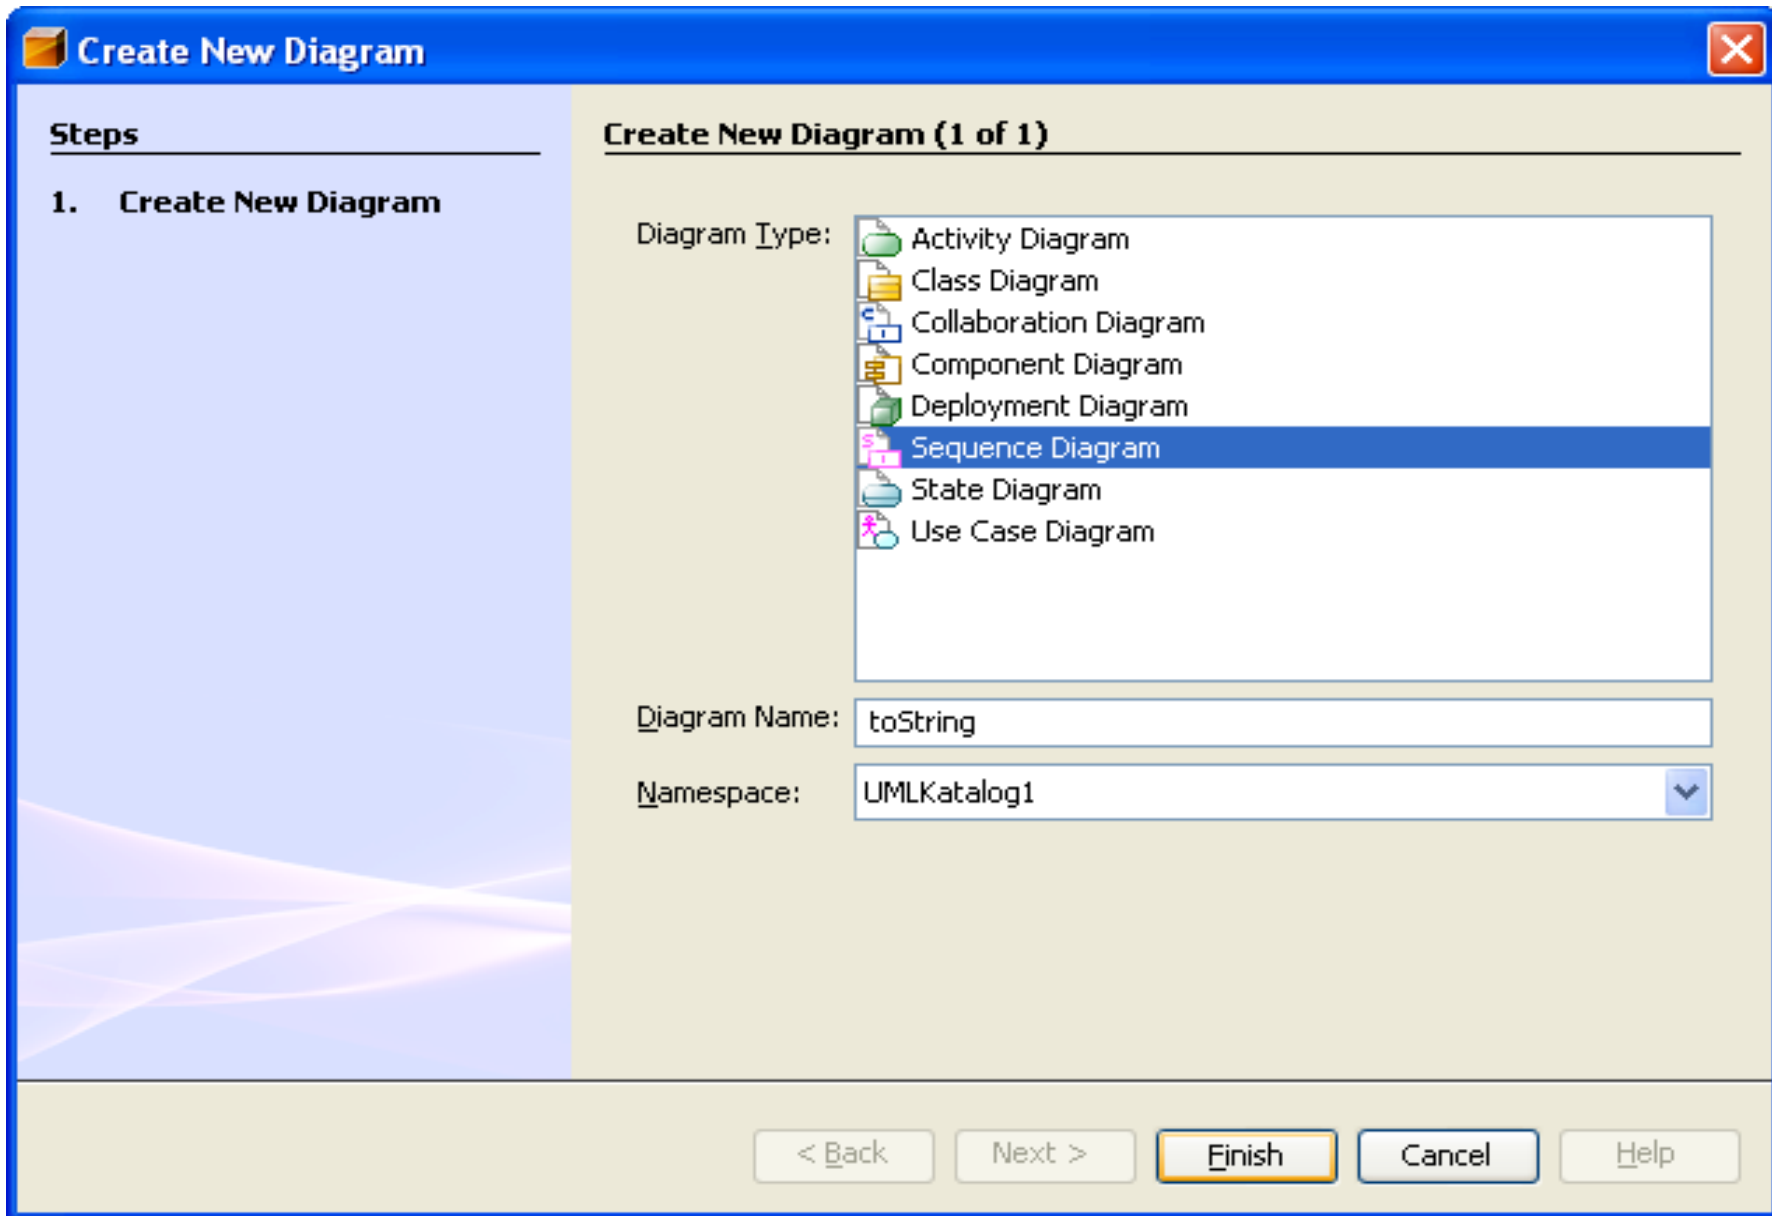 Create New Diagram
Steps
1. Create New Diagram
Create New Diagram (1 of 1)
Diagram Type:
Activity Diagram
Class Diagram
Collaboration Diagram
Component Diagram
Deployment Diagram
Sequence Diagram
State Diagram
Use Case Diagram
Diagram Name: toString
Namespace: UMLKatalog1
< Back Next > Finish Cancel Help